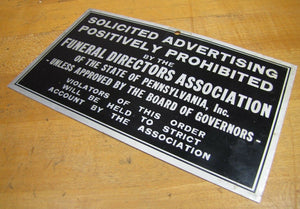 SOLICITED ADVERTISING
POSITIVELY PROHIBITED
BY THE
FUNERAL DIRECTORS ASSOCIATION
OF THE STATE OF PENNSYLVANIA, Inc.
-UNLESS APPROVED BY THE BOARD OF GOVERNORS-
VIOLATORS OF THIS ORDER
WILL BE HELD TO STRICT
ACCOUNT BY THE ASSOCIATION